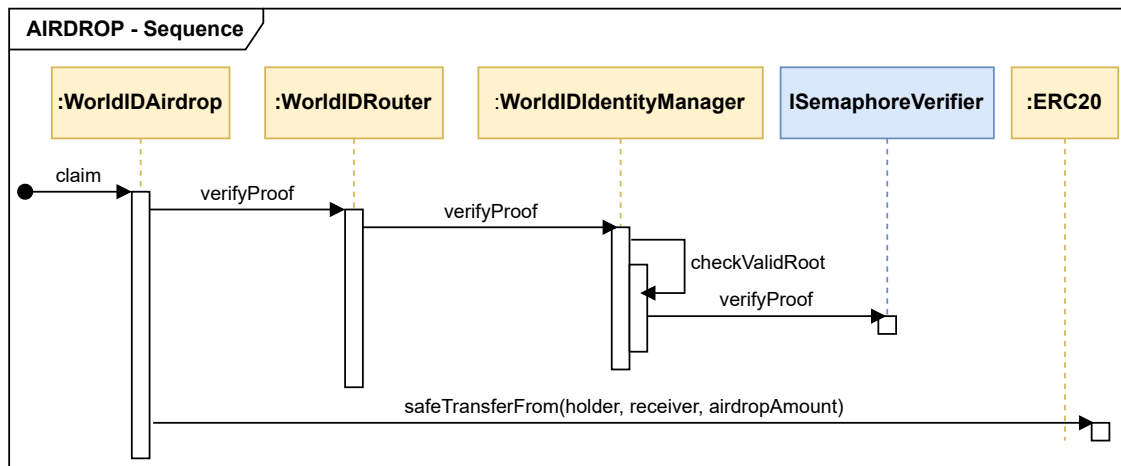 AIRDROP - Sequence
:WorldIDAirdrop
:WorldIDRouter
:WorldIDIdentityManager
ISemaphoreVerifier
:ERC20
claim
verifyProof
verifyProof
checkValidRoot
verifyProof
safeTransferFrom(holder, receiver, airdropAmount)